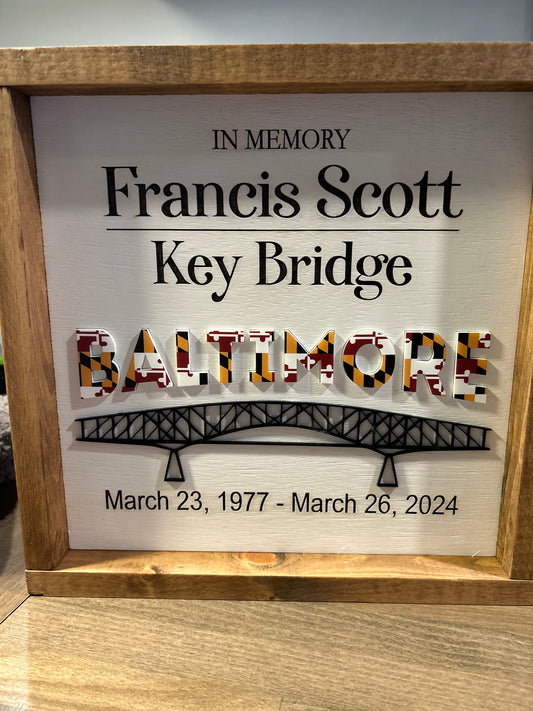 IN MEMORY
Francis Scott
Key Bridge
BALTIMORE
March 23, 1977 - March 26, 2024